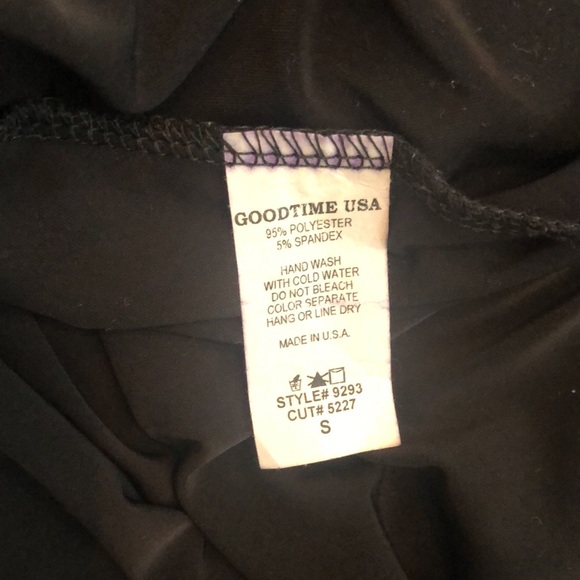 GOODTIME USA
95% POLYESTER
5% SPANDEX
HAND WASH
WITH COLD WATER
DO NOT BLEACH
COLOR SEPARATE
HANG OR LINE DRY
MADE IN U.S.A.
STYLE# 9293
CUT# 5227
S